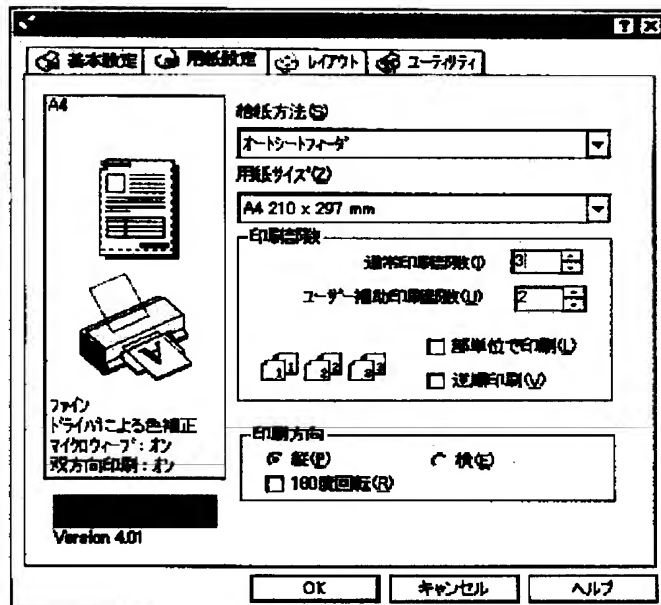 基本設定 用紙設定 レイアウト ユーティリティ
A4
給紙方法(S)
オートシートフィーダ
用紙サイズ(Z)
A4 210 x 297 mm
印刷部数
通常印刷部数(I) 3
ユーザー補助印刷部数(U) 2
1 1 2 2 3 3
部単位で印刷(L)
逆順印刷(V)
ファイン
ドライバによる色補正
マイクロウィーブ：オン
双方向印刷：オン
印刷方向
縦(P) 横(E)
180度回転(R)
Version 4.01
OK キャンセル ヘルプ